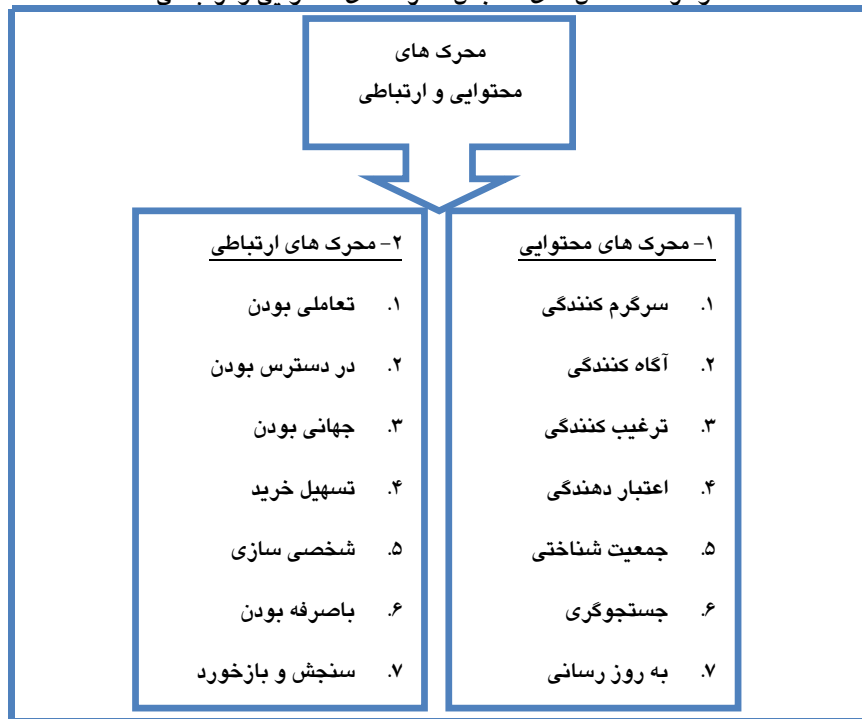 محرک های
محتوایی و ارتباطی
۱- محرک های محتوایی
۱. سرگرم کنندگی
۲. آگاه کنندگی
۳. ترغیب کنندگی
۴. اعتبار دهندگی
۵. جمعیت شناختی
۶. جستجوگری
۷. به روز رسانی
۲- محرک های ارتباطی
۱. تعاملی بودن
۲. در دسترس بودن
۳. جهانی بودن
۴. تسهیل خرید
۵. شخصی سازی
۶. باصرفه بودن
۷. سنجش و بازخورد